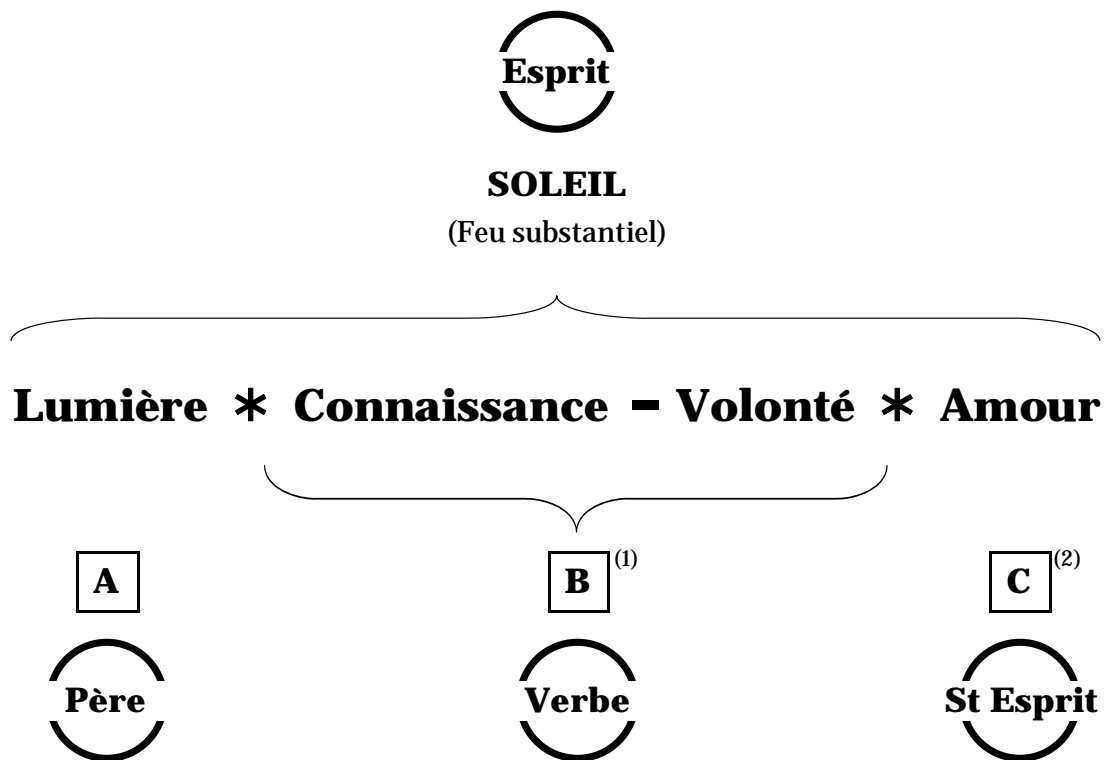 Esprit
SOLEIL
(Feu substantiel)
Lumière * Connaissance - Volonté * Amour
A B (1) C (2)
Père Verbe St Esprit